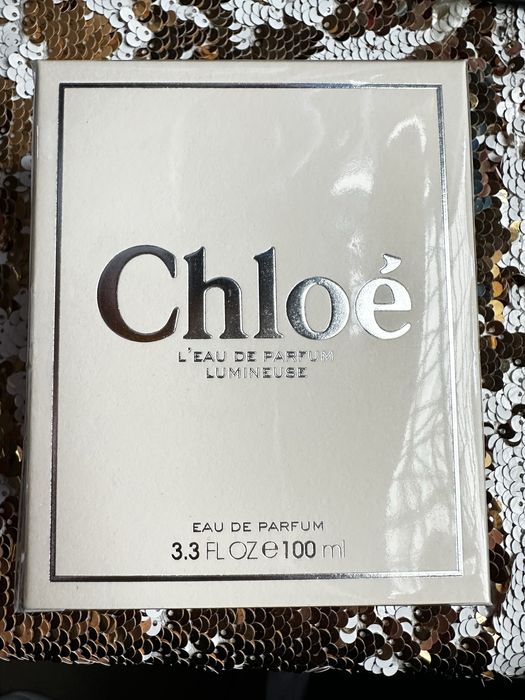 Chloé
L'EAU DE PARFUM
LUMINEUSE
EAU DE PARFUM
3.3 FL OZ e 100 ml